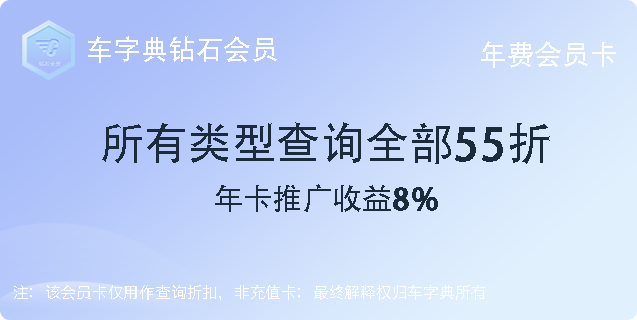 车字典钻石会员
年费会员卡
所有类型查询全部55折
年卡推广收益8%
注：该会员卡仅用作查询折扣，非充值卡；最终解释权归车字典所有